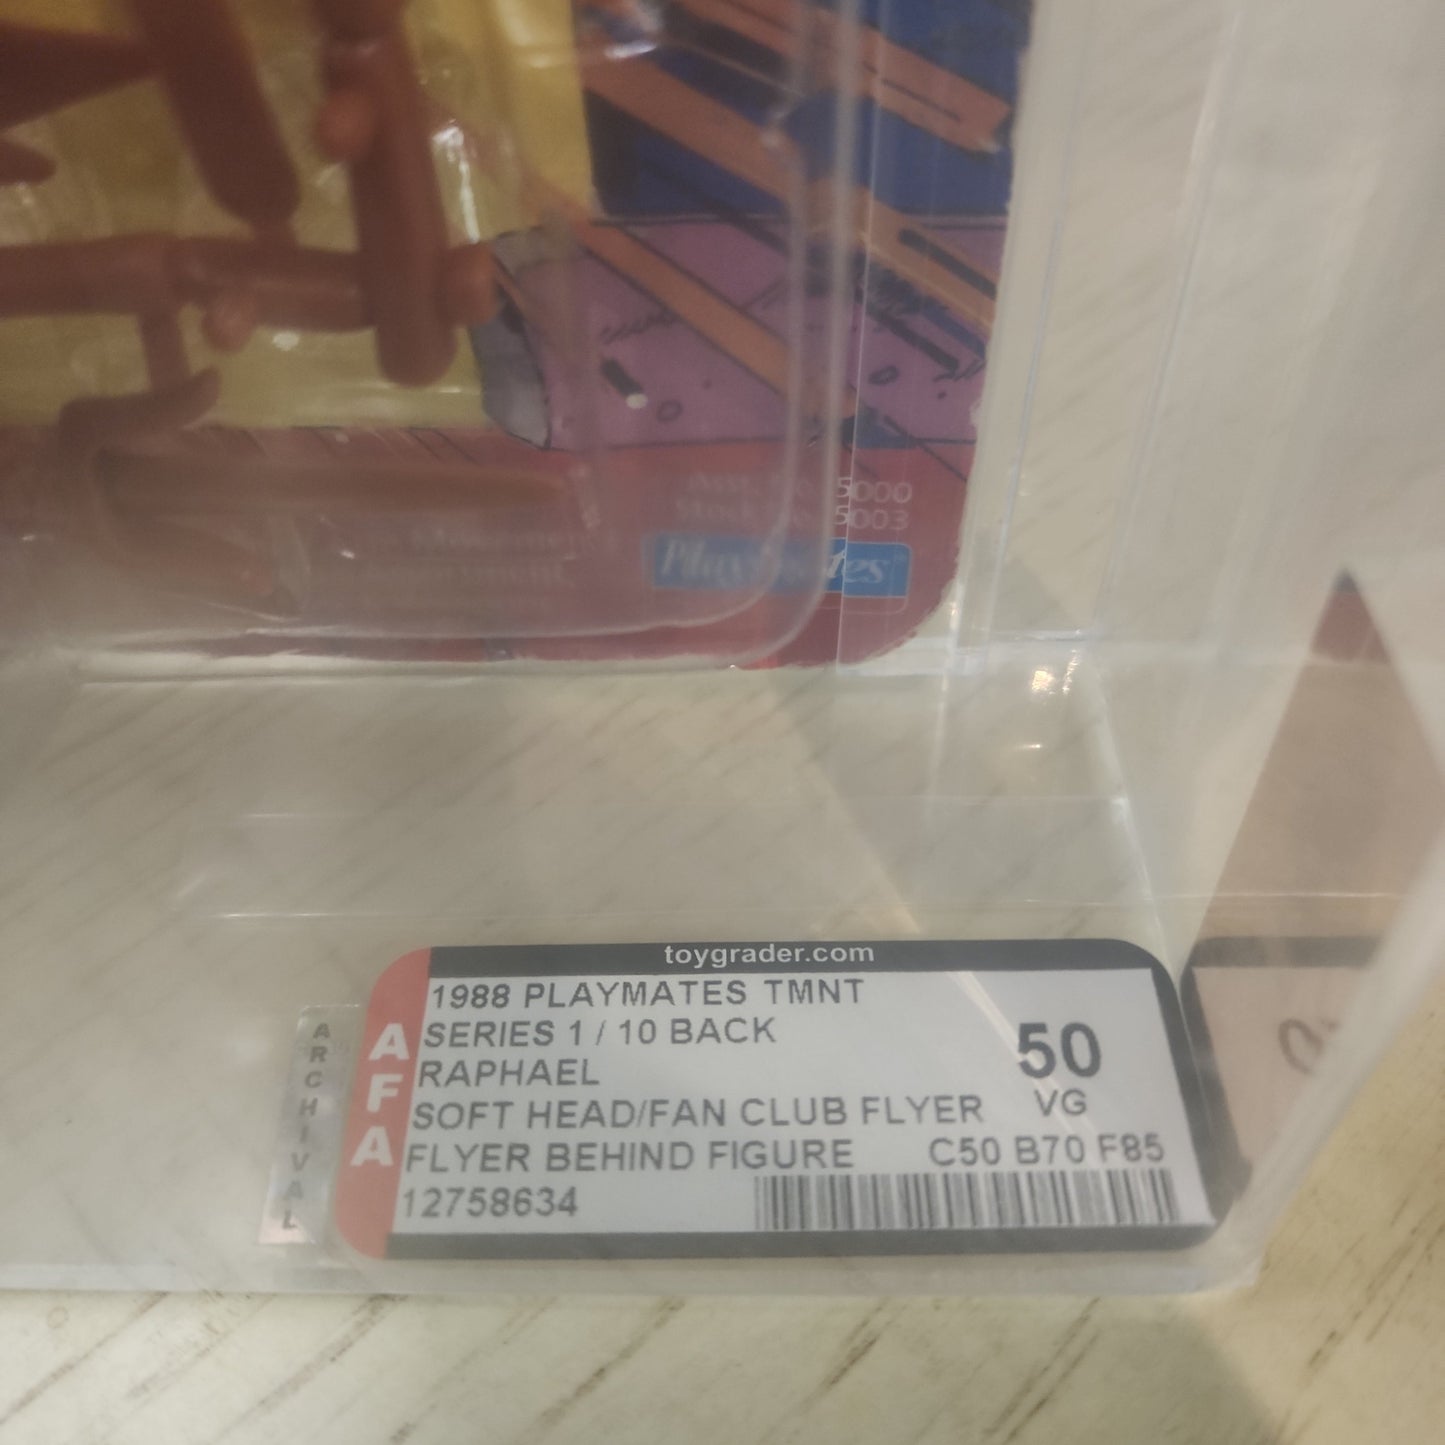 Asst. No. 5000
Stock No. 5003
Playmates
toygrader.com
AFA
ARCHIVAL
1988 PLAYMATES TMNT
SERIES 1 / 10 BACK
RAPHAEL
SOFT HEAD/FAN CLUB FLYER
FLYER BEHIND FIGURE
12758634
50
VG
C50 B70 F85